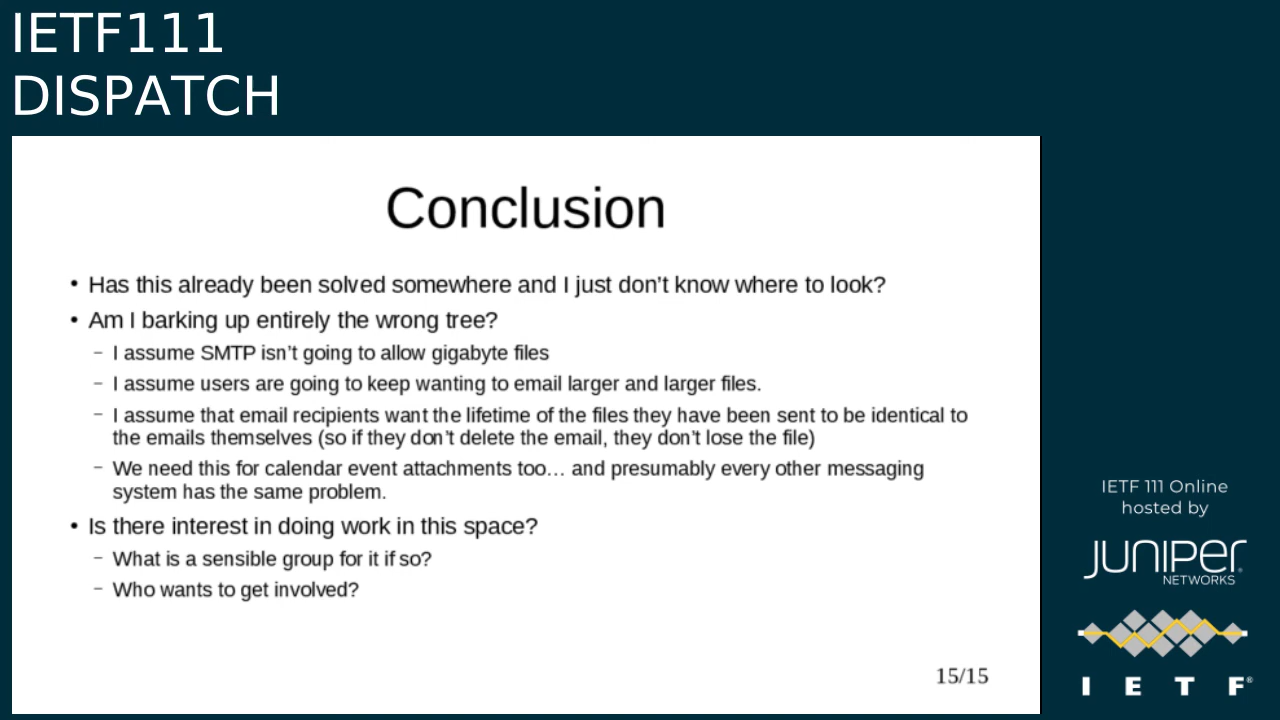 IETF111
DISPATCH
Conclusion
• Has this already been solved somewhere and I just don't know where to look?
• Am I barking up entirely the wrong tree?
– I assume SMTP isn't going to allow gigabyte files
– I assume users are going to keep wanting to email larger and larger files.
– I assume that email recipients want the lifetime of the files they have been sent to be identical to
the emails themselves (so if they don't delete the email, they don't lose the file)
– We need this for calendar event attachments too… and presumably every other messaging
system has the same problem.
• Is there interest in doing work in this space?
– What is a sensible group for it if so?
– Who wants to get involved?
15/15
IETF 111 Online
hosted by
JUNIPER
NETWORKS
I E T F®